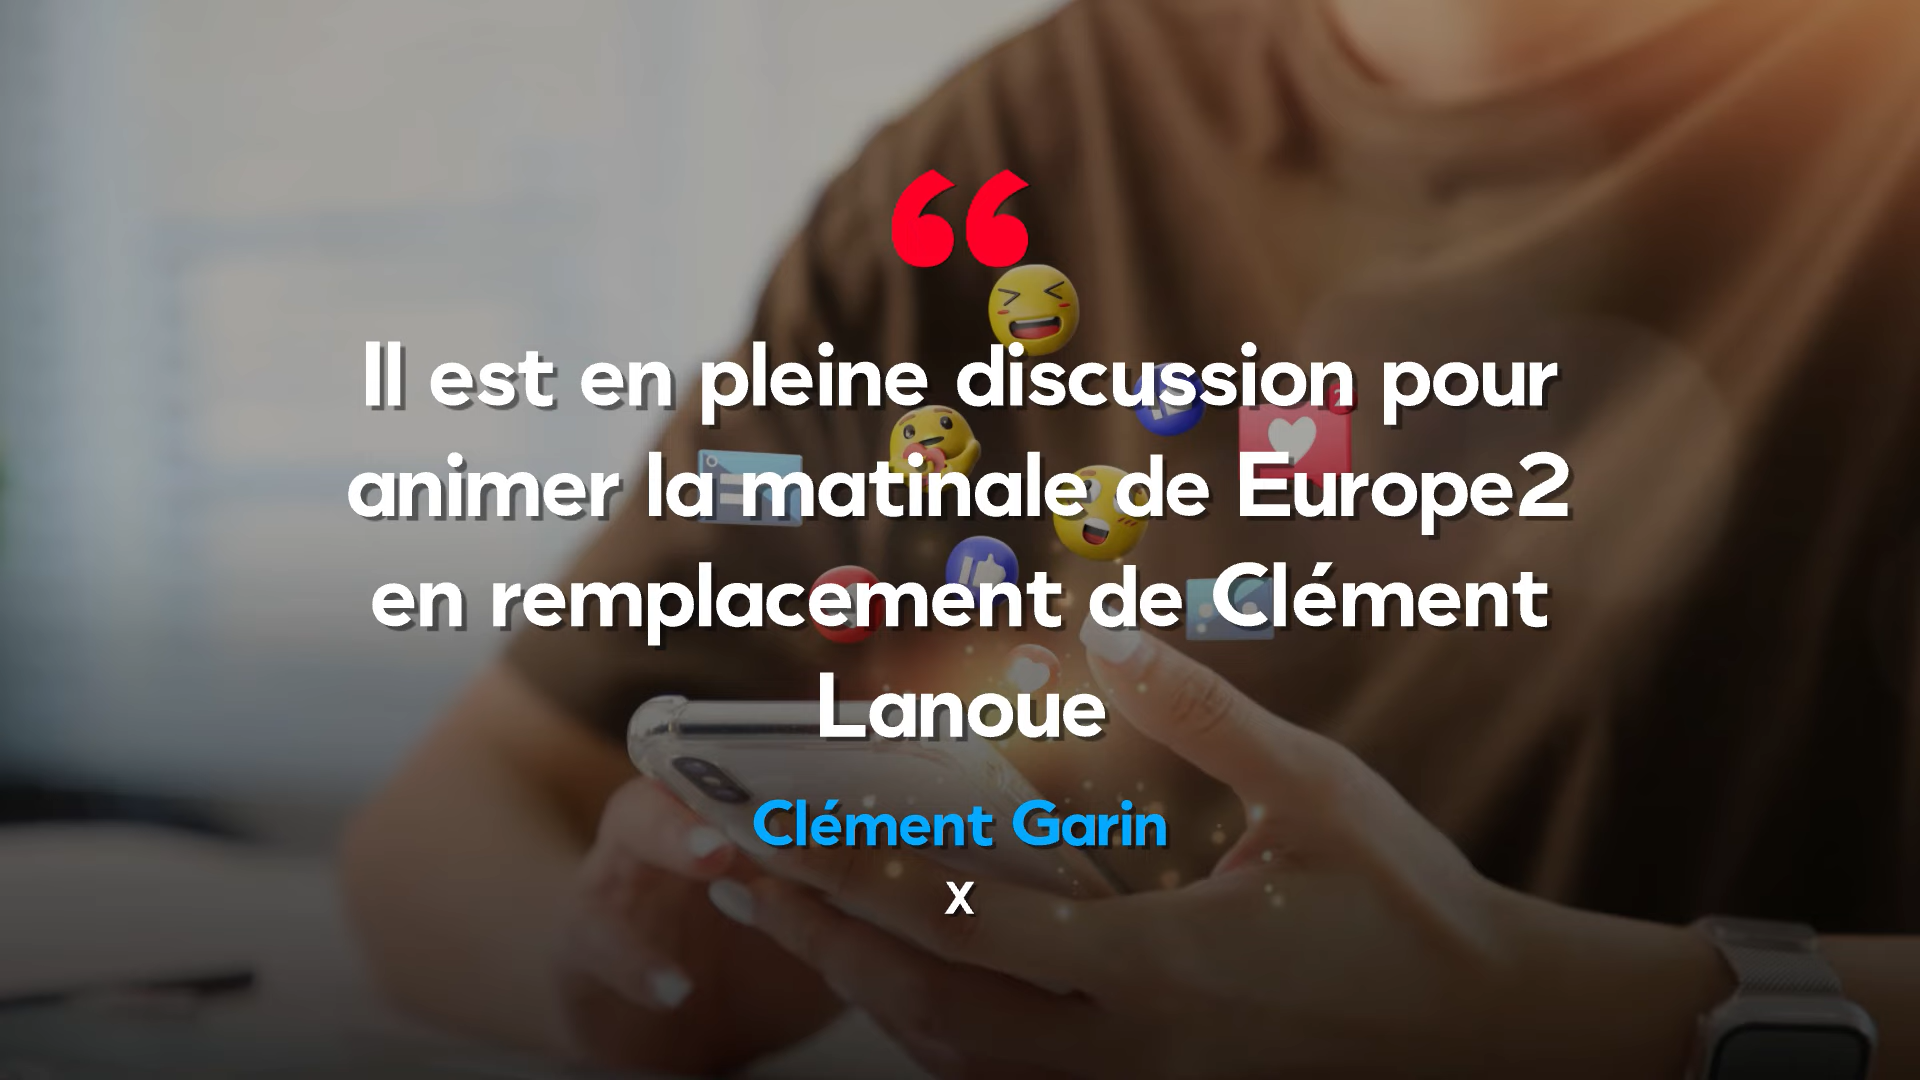 “
Il est en pleine discussion pour
animer la matinale de Europe2
en remplacement de Clément
Lanoue
Clément Garin
X